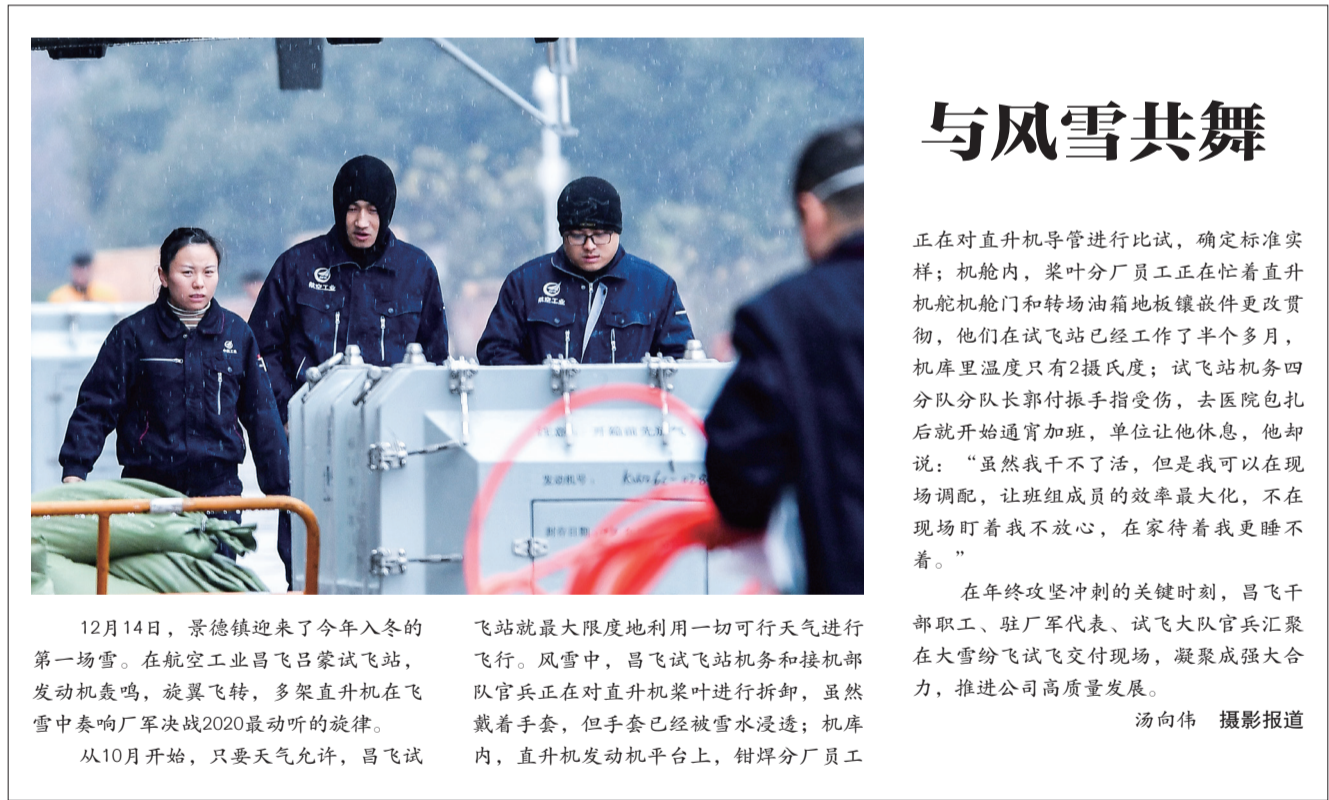 与风雪共舞
航空工业
航空工业
发动机号：
12月14日，景德镇迎来了今年入冬的
第一场雪。在航空工业昌飞吕蒙试飞站，
发动机轰鸣，旋翼飞转，多架直升机在飞
雪中奏响厂军决战2020最动听的旋律。
从10月开始，只要天气允许，昌飞试
飞站就最大限度地利用一切可行天气进行
飞行。风雪中，昌飞试飞站机务和接机部
队官兵正在对直升机桨叶进行拆卸，虽然
戴着手套，但手套已经被雪水浸透；机库
内，直升机发动机平台上，钳焊分厂员工
正在对直升机导管进行比试，确定标准实
样；机舱内，桨叶分厂员工正在忙着直升
机舵机舱门和转场油箱地板镶嵌件更改贯
彻，他们在试飞站已经工作了半个多月，
机库里温度只有2摄氏度；试飞站机务四
分队分队长郭付振手指受伤，去医院包扎
后就开始通宵加班，单位让他休息，他却
说：“虽然我干不了活，但是我可以在现
场调配，让班组成员的效率最大化，不在
现场盯着我不放心，在家待着我更睡不
着。”
在年终攻坚冲刺的关键时刻，昌飞干
部职工、驻厂军代表、试飞大队官兵汇聚
在大雪纷飞试飞交付现场，凝聚成强大合
力，推进公司高质量发展。
汤向伟 摄影报道